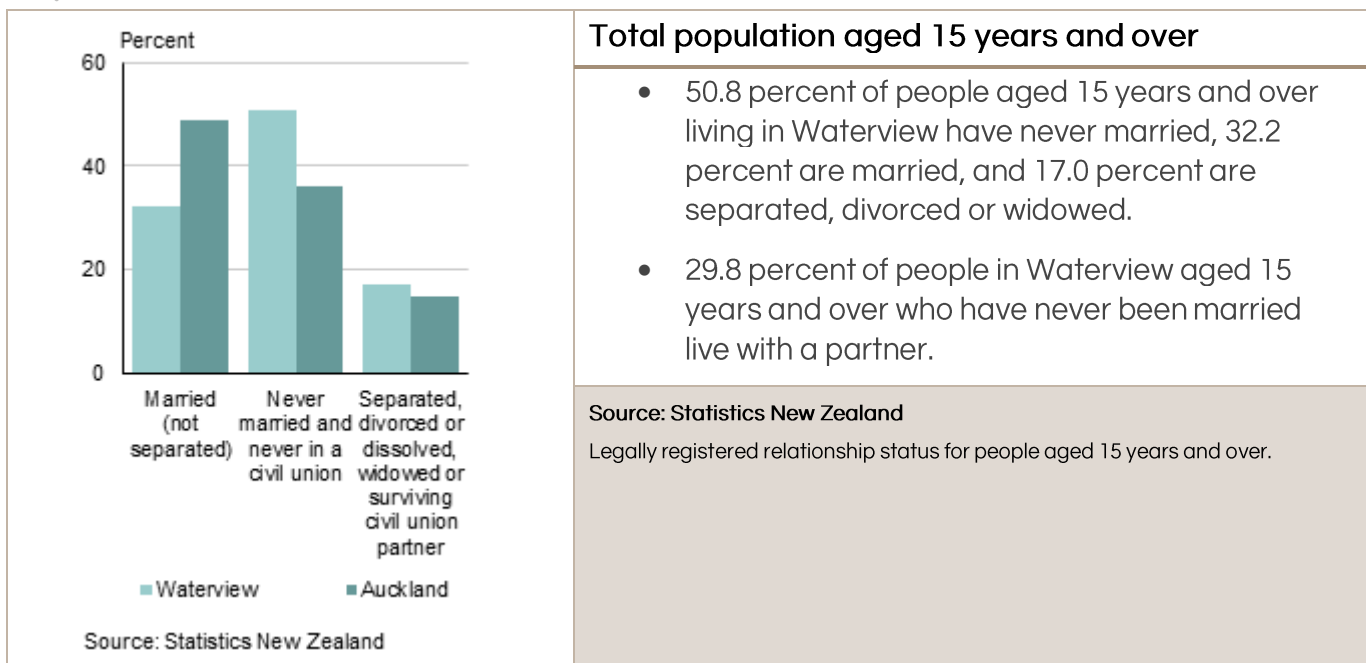 Percent
60
40
20
0
Married
(not
separated)
Never
married and
never in a
civil union
Separated,
divorced or
dissolved,
widowed or
surviving
civil union
partner
Waterview
Auckland
Source: Statistics New Zealand
Total population aged 15 years and over
• 50.8 percent of people aged 15 years and over
living in Waterview have never married, 32.2
percent are married, and 17.0 percent are
separated, divorced or widowed.
• 29.8 percent of people in Waterview aged 15
years and over who have never been married
live with a partner.
Source: Statistics New Zealand
Legally registered relationship status for people aged 15 years and over.